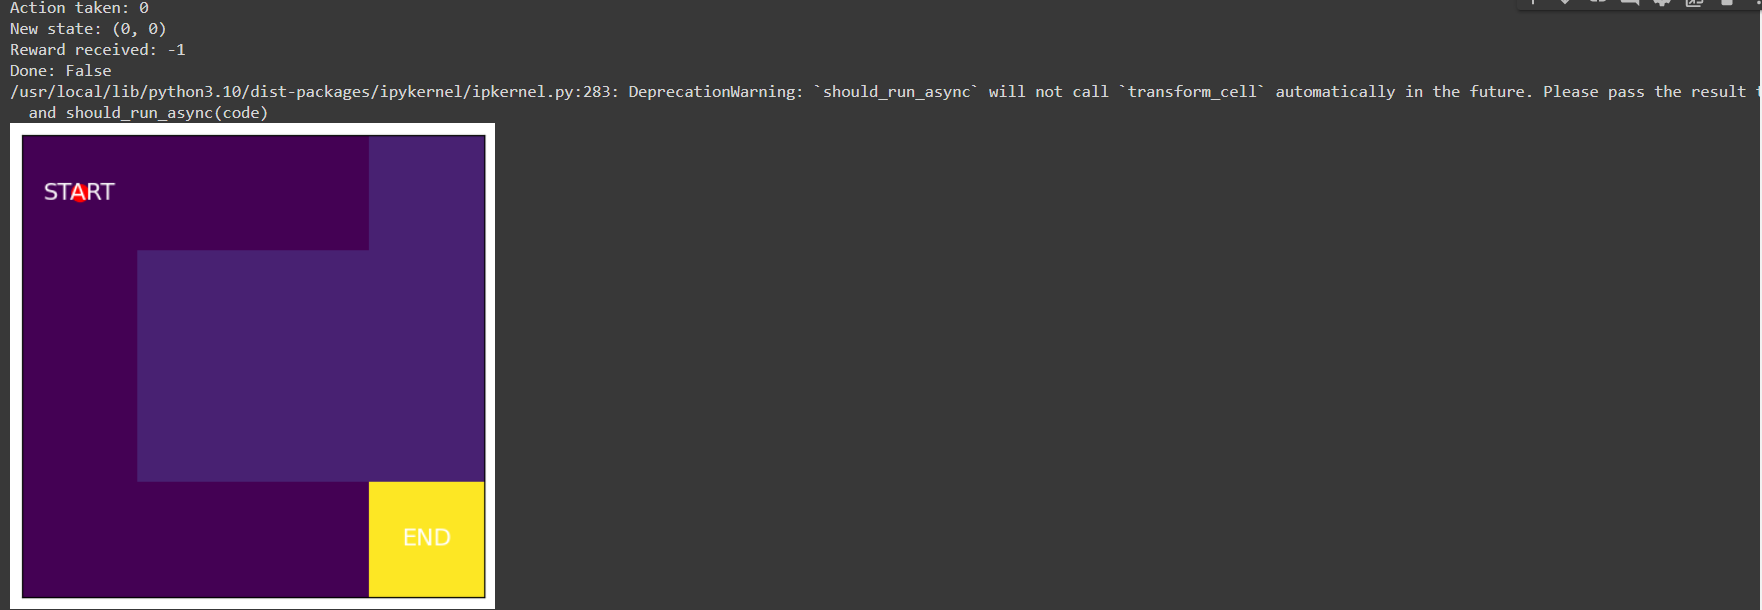 Action taken: 0
New state: (0, 0)
Reward received: -1
Done: False
/usr/local/lib/python3.10/dist-packages/ipykernel/ipkernel.py:283: DeprecationWarning: `should_run_async` will not call `transform_cell` automatically in the future. Please pass the result
and should_run_async(code)
START
END